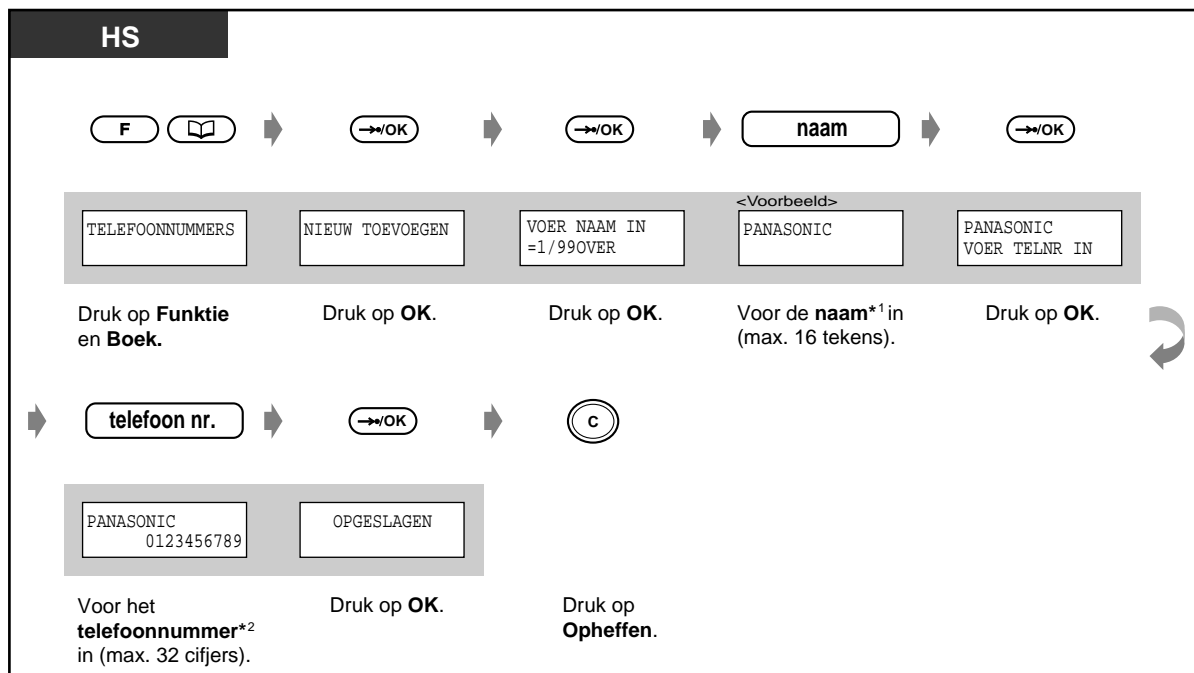 HS
F
→/OK
→/OK
naam
→/OK
TELEFOONNUMMERS
NIEUW TOEVOEGEN
VOER NAAM IN
=1/99OVER
<Voorbeeld>
PANASONIC
PANASONIC
VOER TELNR IN
Druk op Funktie
en Boek.
Druk op OK.
Druk op OK.
Voor de naam*1 in
(max. 16 tekens).
Druk op OK.
telefoon nr.
→/OK
C
PANASONIC
0123456789
OPGESLAGEN
Voor het
telefoonnummer*2
in (max. 32 cifjers).
Druk op OK.
Druk op
Opheffen.